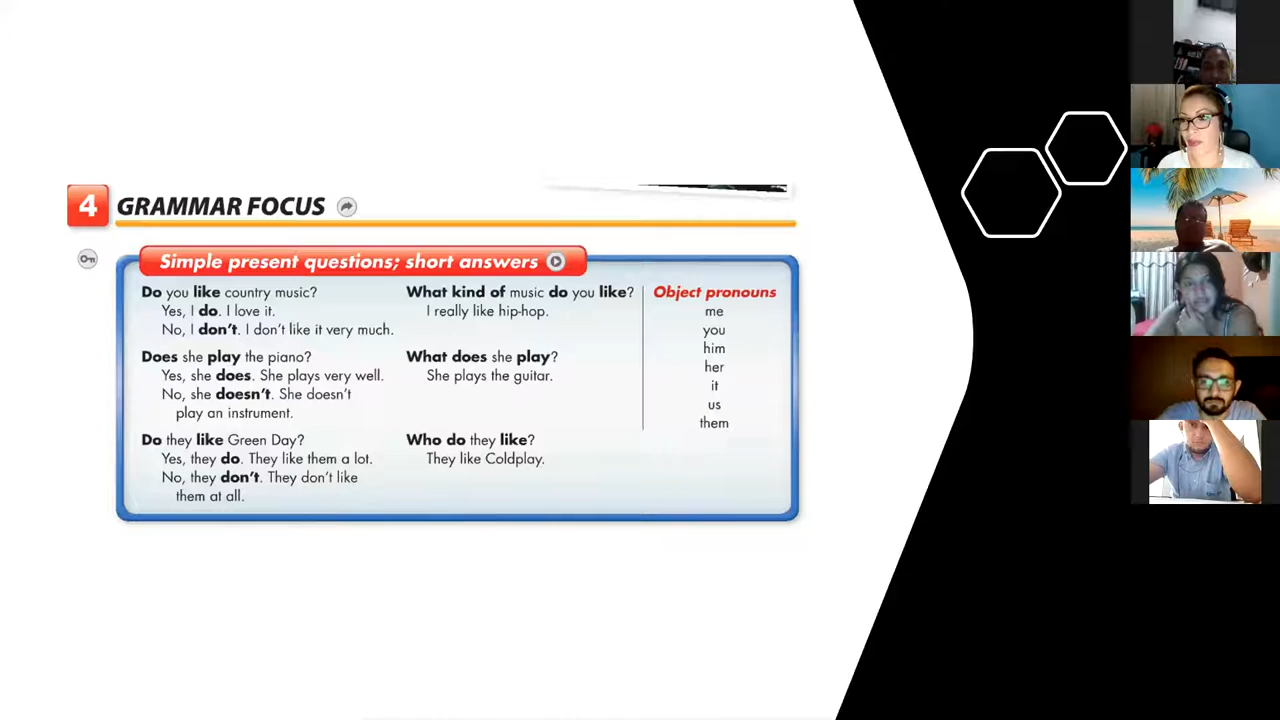 4 GRAMMAR FOCUS
Simple present questions; short answers
Do you like country music?
Yes, I do. I love it.
No, I don't. I don't like it very much.
Does she play the piano?
Yes, she does. She plays very well.
No, she doesn't. She doesn't
play an instrument.
Do they like Green Day?
Yes, they do. They like them a lot.
No, they don't. They don't like
them at all.
What kind of music do you like?
I really like hip-hop.
What does she play?
She plays the guitar.
Who do they like?
They like Coldplay.
Object pronouns
me
you
him
her
it
us
them